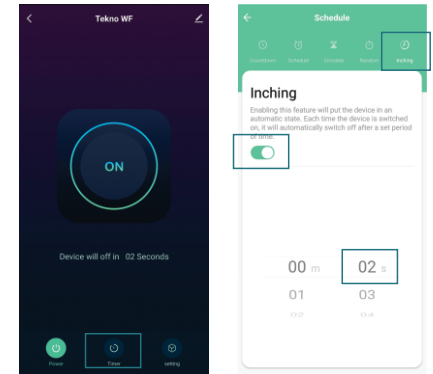 Tekno WF
ON
Device will off in 02 Seconds
Power
Timer
setting
Schedule
Countdown
Schedule
Circulate
Random
Inching
Inching
Enabling this feature will put the device in an
automatic state. Each time the device is switched
on, it will automatically switch off after a set period
of time.
00 m
02 s
01
03
02
04